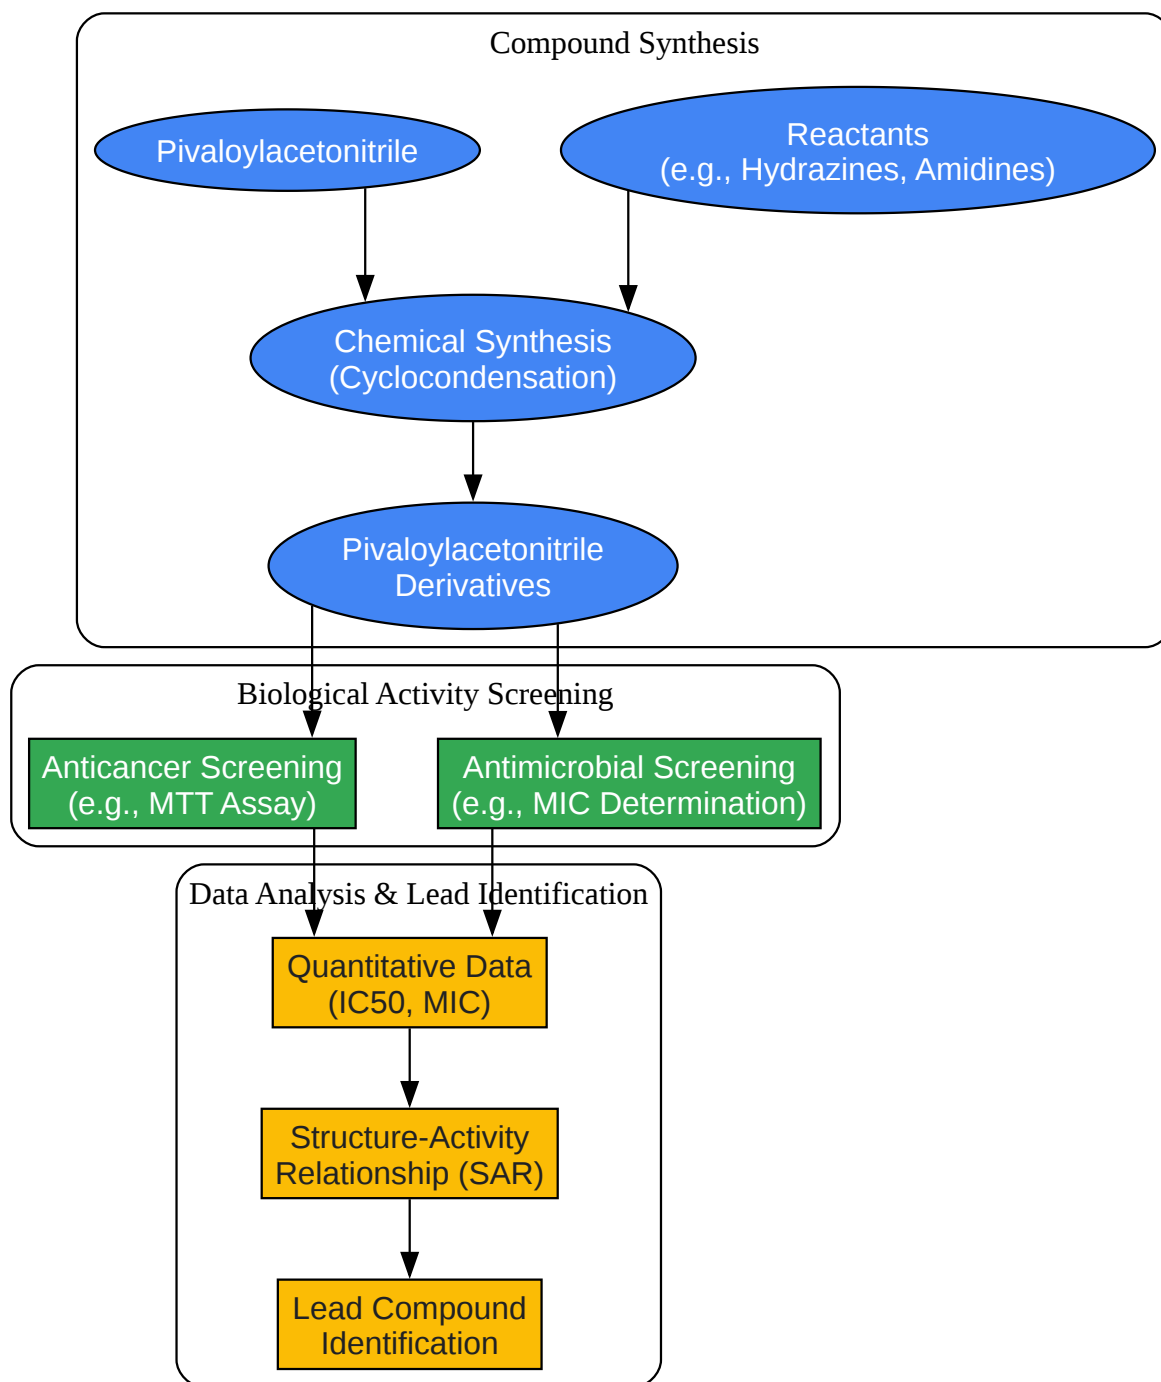 Compound Synthesis
Pivaloylacetonitrile
Reactants
(e.g., Hydrazines, Amidines)
Chemical Synthesis
(Cyclocondensation)
Pivaloylacetonitrile
Derivatives
Biological Activity Screening
Anticancer Screening
(e.g., MTT Assay)
Antimicrobial Screening
(e.g., MIC Determination)
Data Analysis & Lead Identification
Quantitative Data
(IC50, MIC)
Structure-Activity
Relationship (SAR)
Lead Compound
Identification